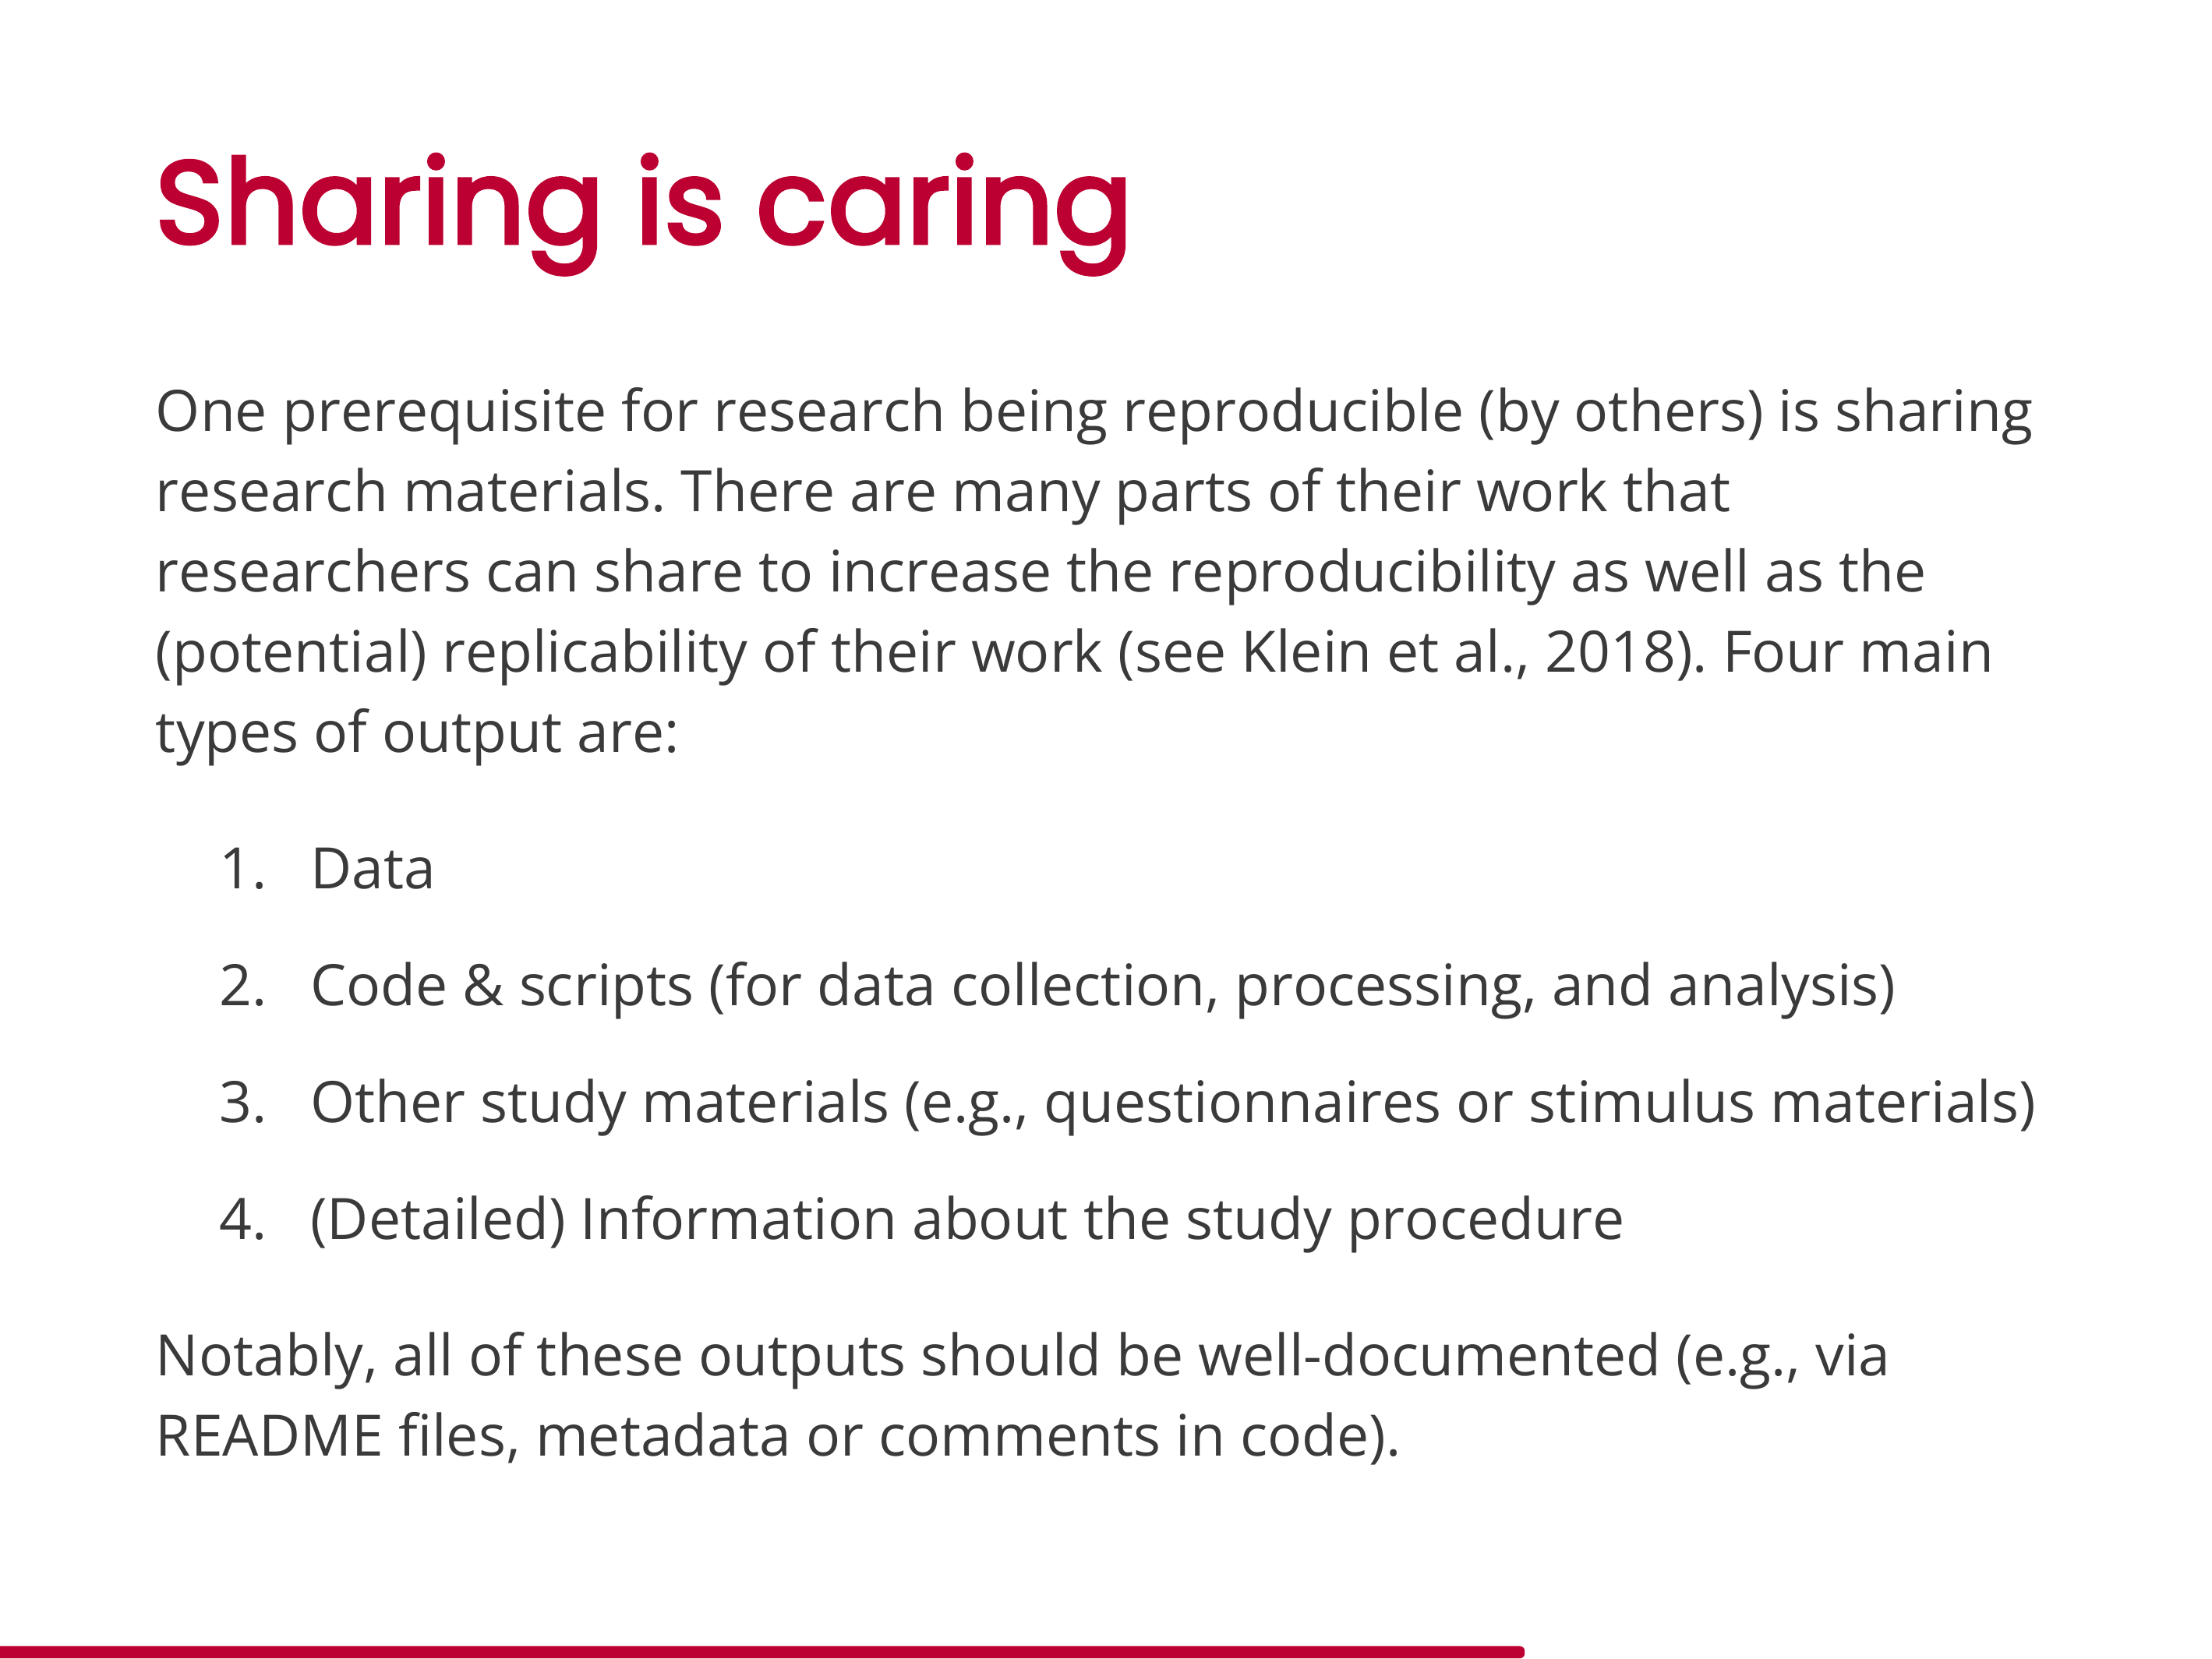 Sharing is caring
One prerequisite for research being reproducible (by others) is sharing
research materials. There are many parts of their work that
researchers can share to increase the reproducibility as well as the
(potential) replicability of their work (see Klein et al., 2018). Four main
types of output are:
1. Data
2. Code & scripts (for data collection, processing, and analysis)
3. Other study materials (e.g., questionnaires or stimulus materials)
4. (Detailed) Information about the study procedure
Notably, all of these outputs should be well-documented (e.g., via
README files, metadata or comments in code).